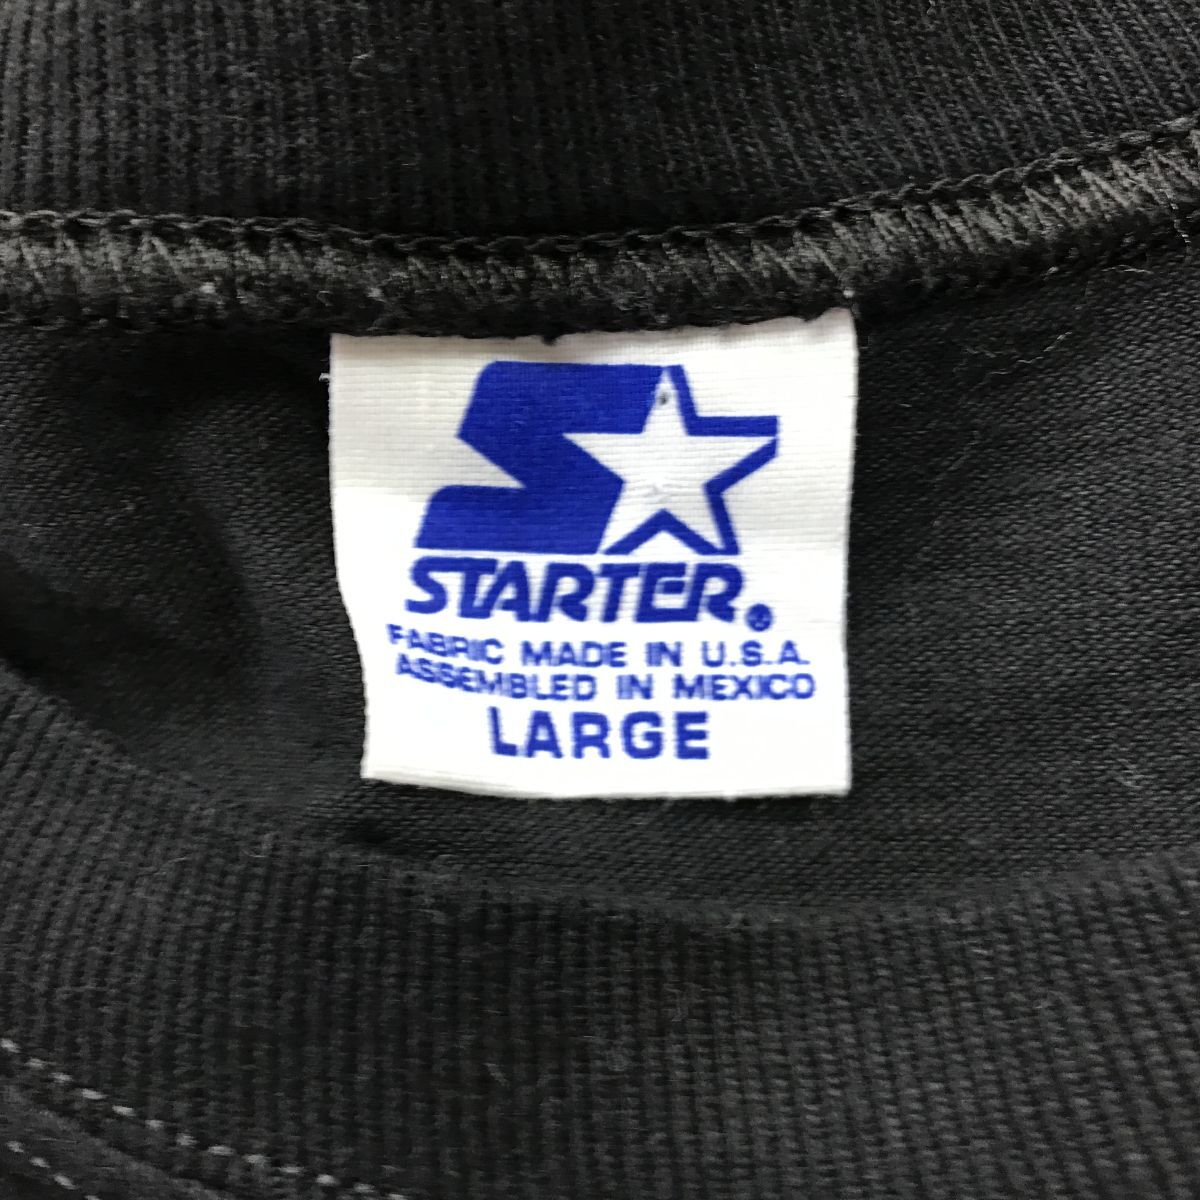 STARTER®
FABRIC MADE IN U.S.A.
ASSEMBLED IN MEXICO
LARGE